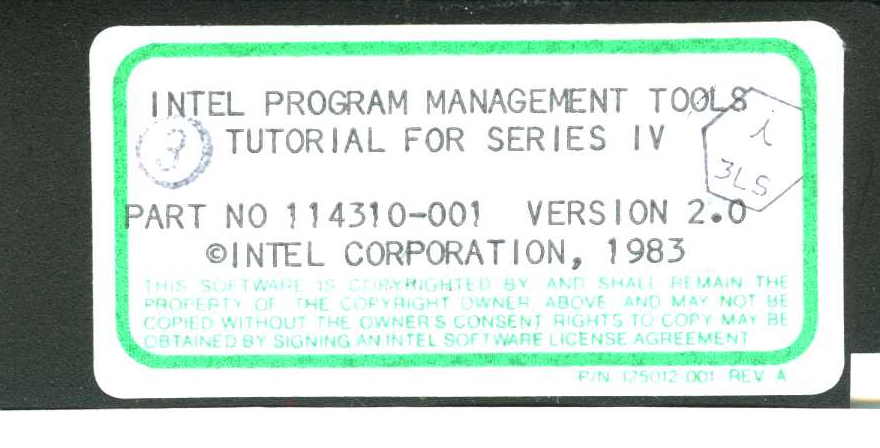 INTEL PROGRAM MANAGEMENT TOOLS
TUTORIAL FOR SERIES IV
3
i
3LS
PART NO 114310-001 VERSION 2.0
©INTEL CORPORATION, 1983
THIS SOFTWARE IS COPYRIGHTED BY AND SHALL REMAIN THE
PROPERTY OF THE COPYRIGHT OWNER ABOVE AND MAY NOT BE
COPIED WITHOUT THE OWNER'S CONSENT RIGHTS TO COPY MAY BE
OBTAINED BY SIGNING AN INTEL SOFTWARE LICENSE AGREEMENT
P/N 175012-001 REV A